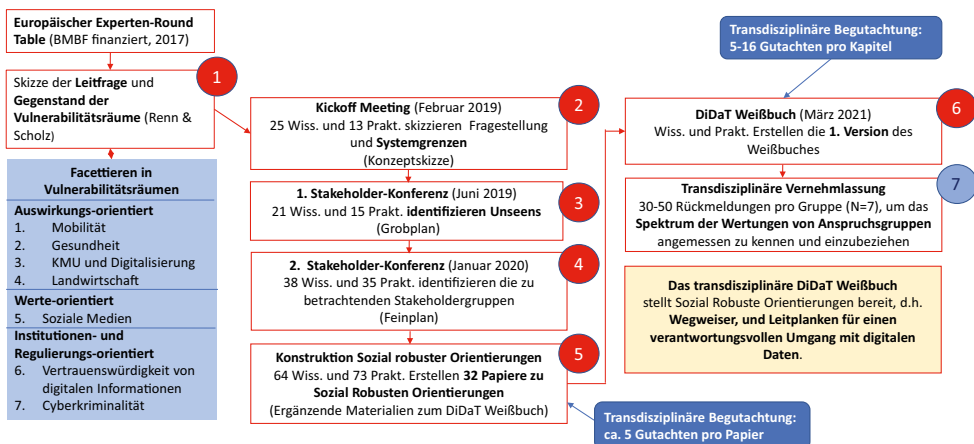 Europäischer Experten-Round
Table (BMBF finanziert, 2017)
Skizze der Leitfrage und
Gegenstand der
Vulnerabilitätsräume (Renn &
Scholz)
1
Facettieren in
Vulnerabilitätsräumen
Auswirkungs-orientiert
1. Mobilität
2. Gesundheit
3. KMU und Digitalisierung
4. Landwirtschaft
Werte-orientiert
5. Soziale Medien
Institutionen- und
Regulierungs-orientiert
6. Vertrauenswürdigkeit von
digitalen Informationen
7. Cyberkriminalität
Kickoff Meeting (Februar 2019)
25 Wiss. und 13 Prakt. skizzieren Fragestellung
und Systemgrenzen
(Konzeptskizze)
2
1. Stakeholder-Konferenz (Juni 2019)
21 Wiss. und 15 Prakt. identifizieren Unseens
(Grobplan)
3
2. Stakeholder-Konferenz (Januar 2020)
38 Wiss. und 35 Prakt. identifizieren die zu
betrachtenden Stakeholdergruppen
(Feinplan)
4
Konstruktion Sozial robuster Orientierungen
64 Wiss. und 73 Prakt. Erstellen 32 Papiere zu
Sozial Robusten Orientierungen
(Ergänzende Materialien zum DiDaT Weißbuch)
5
Transdisziplinäre Begutachtung:
ca. 5 Gutachten pro Papier
Transdisziplinäre Begutachtung:
5-16 Gutachten pro Kapitel
DiDaT Weißbuch (März 2021)
Wiss. und Prakt. Erstellen die 1. Version des
Weißbuches
6
Transdisziplinäre Vernehmlassung
30-50 Rückmeldungen pro Gruppe (N=7), um das
Spektrum der Wertungen von Anspruchsgruppen
angemessen zu kennen und einzubeziehen
7
Das transdisziplinäre DiDaT Weißbuch
stellt Sozial Robuste Orientierungen bereit, d.h.
Wegweiser, und Leitplanken für einen
verantwortungsvollen Umgang mit digitalen
Daten.